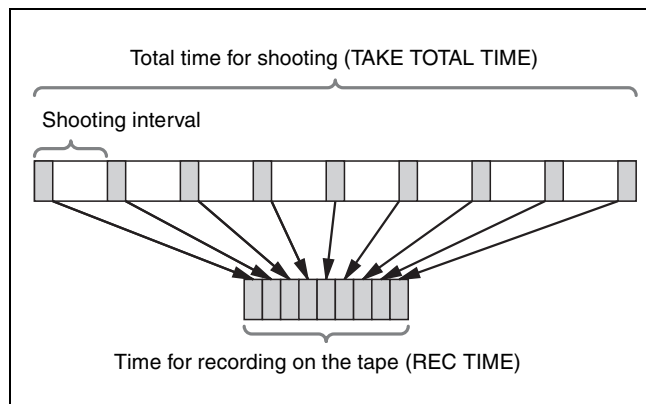 Total time for shooting (TAKE TOTAL TIME)
Shooting interval
Time for recording on the tape (REC TIME)